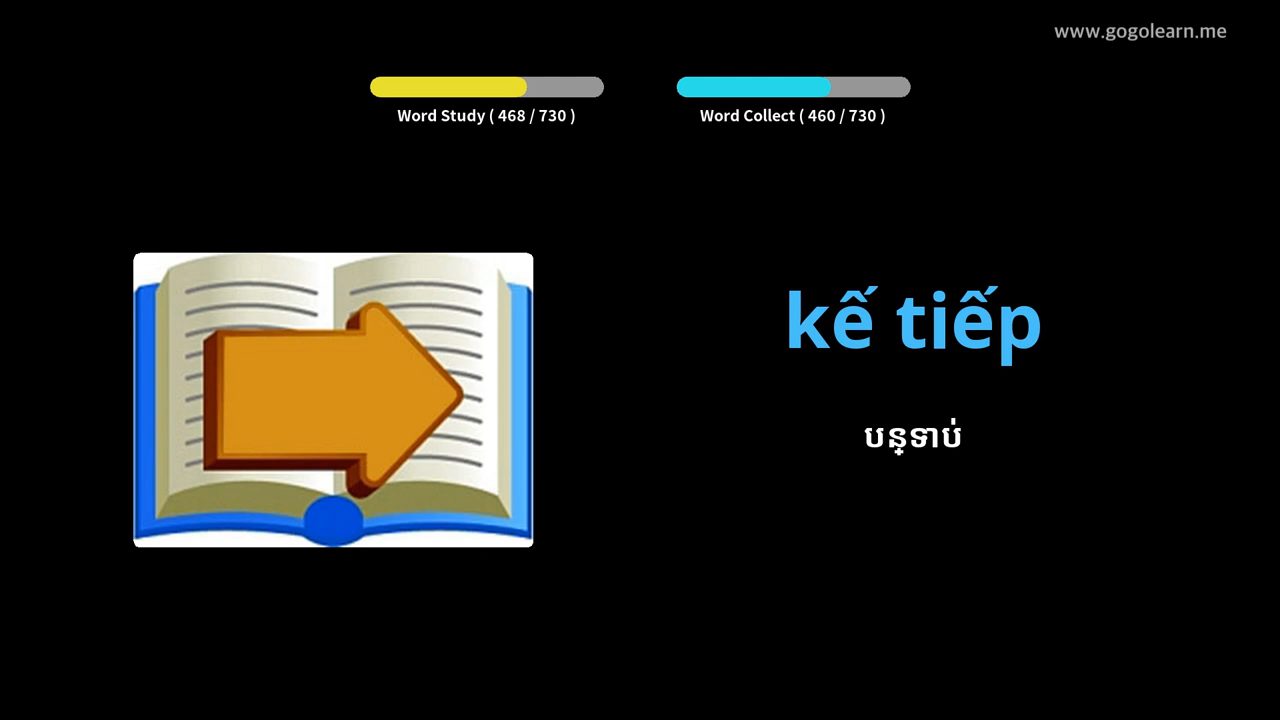 www.gogolearn.me
Word Study ( 468 / 730 )
Word Collect ( 460 / 730 )
kế tiếp
បន្ទាប់